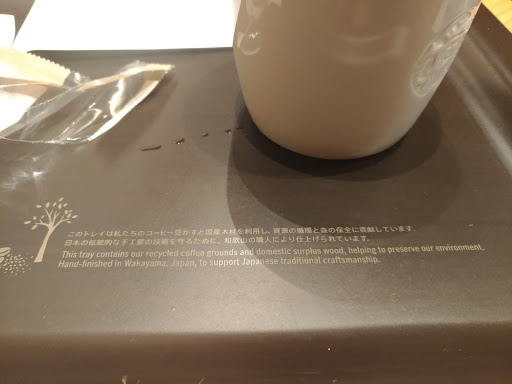 このトレイは私たちのコーヒー豆かすと国産木材を利用し、資源の循環と森の保全に貢献しています。
日本の伝統的な手工芸の技術を守るために、和歌山の職人により仕上げられています。
This tray contains our recycled coffee grounds and domestic surplus wood, helping to preserve our environment.
Hand-finished in Wakayama, Japan, to support Japanese traditional craftsmanship.